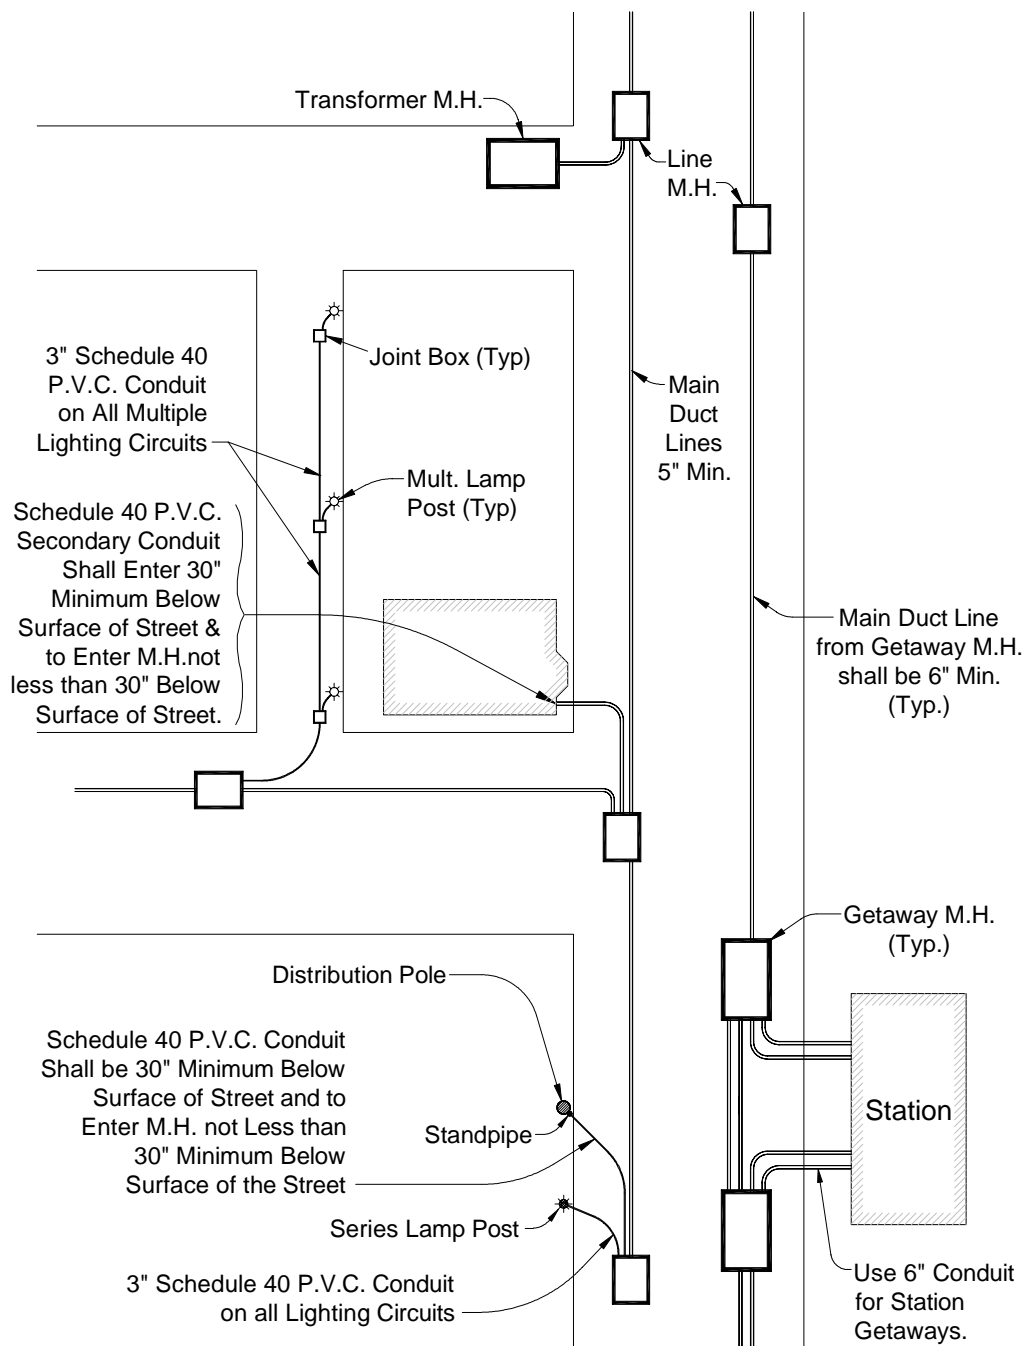 Transformer M.H.
Line
M.H.
3" Schedule 40
P.V.C. Conduit
on All Multiple
Lighting Circuits
Joint Box (Typ)
Main
Duct
Lines
5" Min.
Mult. Lamp
Post (Typ)
Schedule 40 P.V.C.
Secondary Conduit
Shall Enter 30"
Minimum Below
Surface of Street &
to Enter M.H.not
less than 30" Below
Surface of Street.
Main Duct Line
from Getaway M.H.
shall be 6" Min.
(Typ.)
Getaway M.H.
(Typ.)
Distribution Pole
Schedule 40 P.V.C. Conduit
Shall be 30" Minimum Below
Surface of Street and to
Enter M.H. not Less than
30" Minimum Below
Surface of the Street
Standpipe
Station
Series Lamp Post
3" Schedule 40 P.V.C. Conduit
on all Lighting Circuits
Use 6" Conduit
for Station
Getaways.